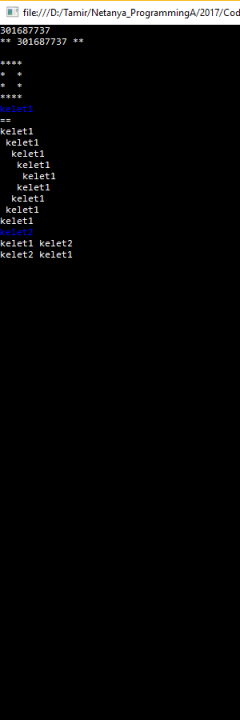 file:///D:/Tamir/Netanya_ProgrammingA/2017/Cod
301687737
** 301687737 **
****
*  *
*  *
****
kelet1
==
kelet1
 kelet1
  kelet1
   kelet1
    kelet1
   kelet1
  kelet1
 kelet1
kelet1
kelet2
kelet1 kelet2
kelet2 kelet1